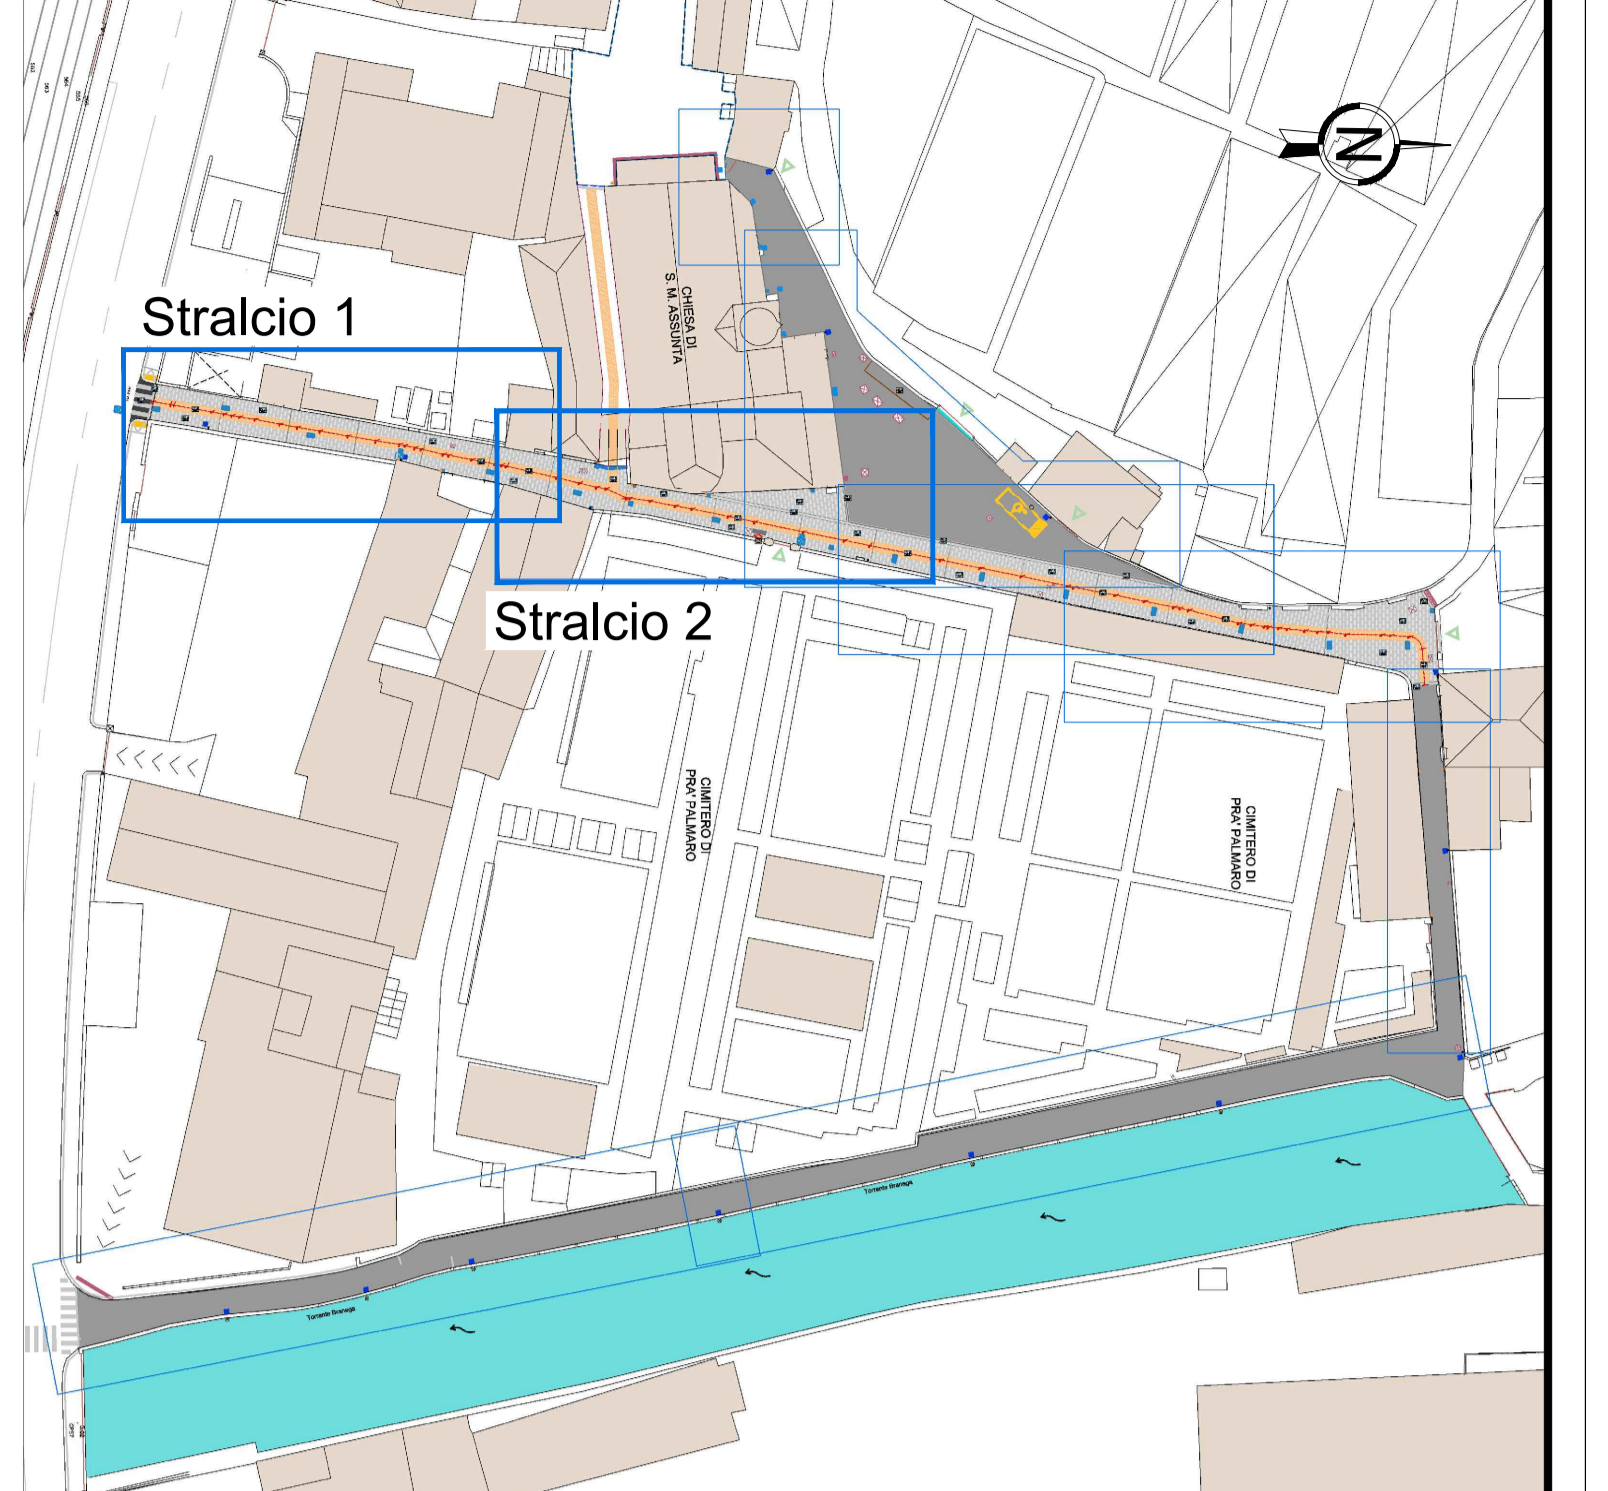 N
Stralcio 1
CHIESA DI
S. M. ASSUNTA
Stralcio 2
CIMITERO DI
PRA' PALMARO
CIMITERO DI
PRA' PALMARO
Torrente Branega
Torrente Branega